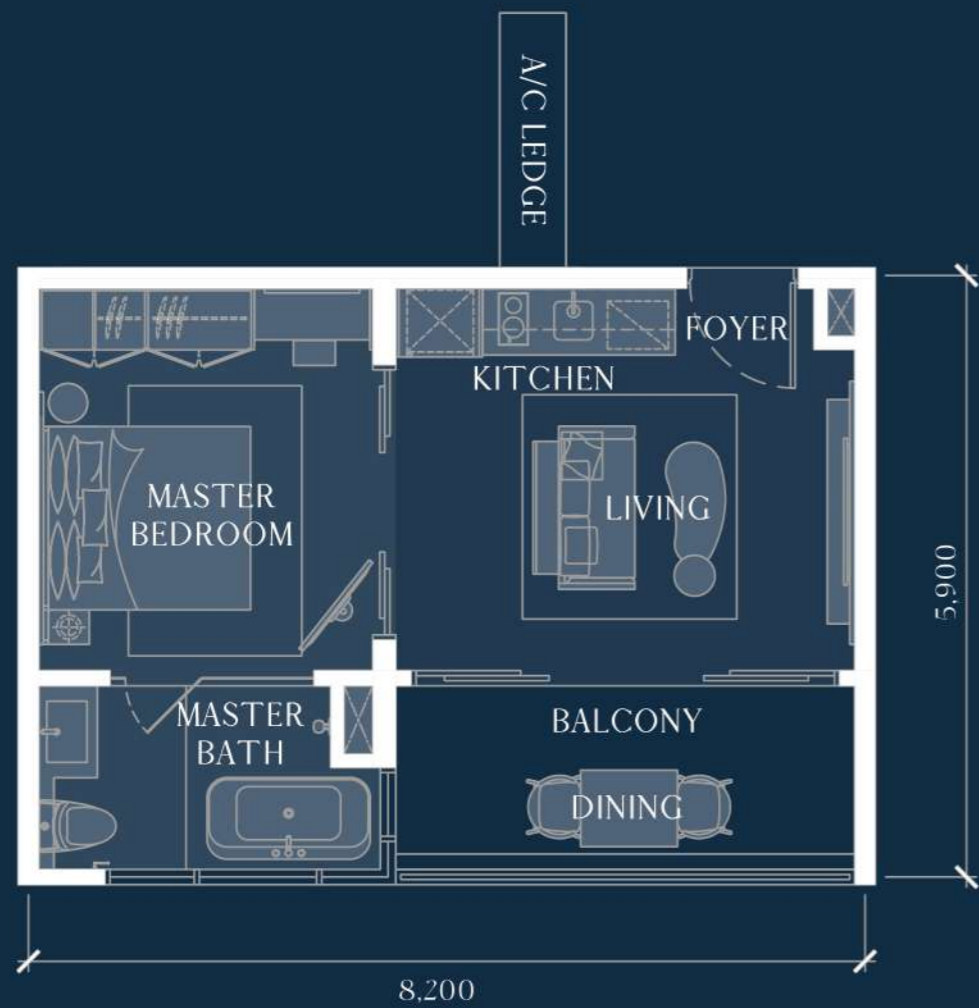 A/C LEDGE
FOYER
KITCHEN
MASTER
BEDROOM
LIVING
5,900
MASTER
BATH
BALCONY
DINING
8,200